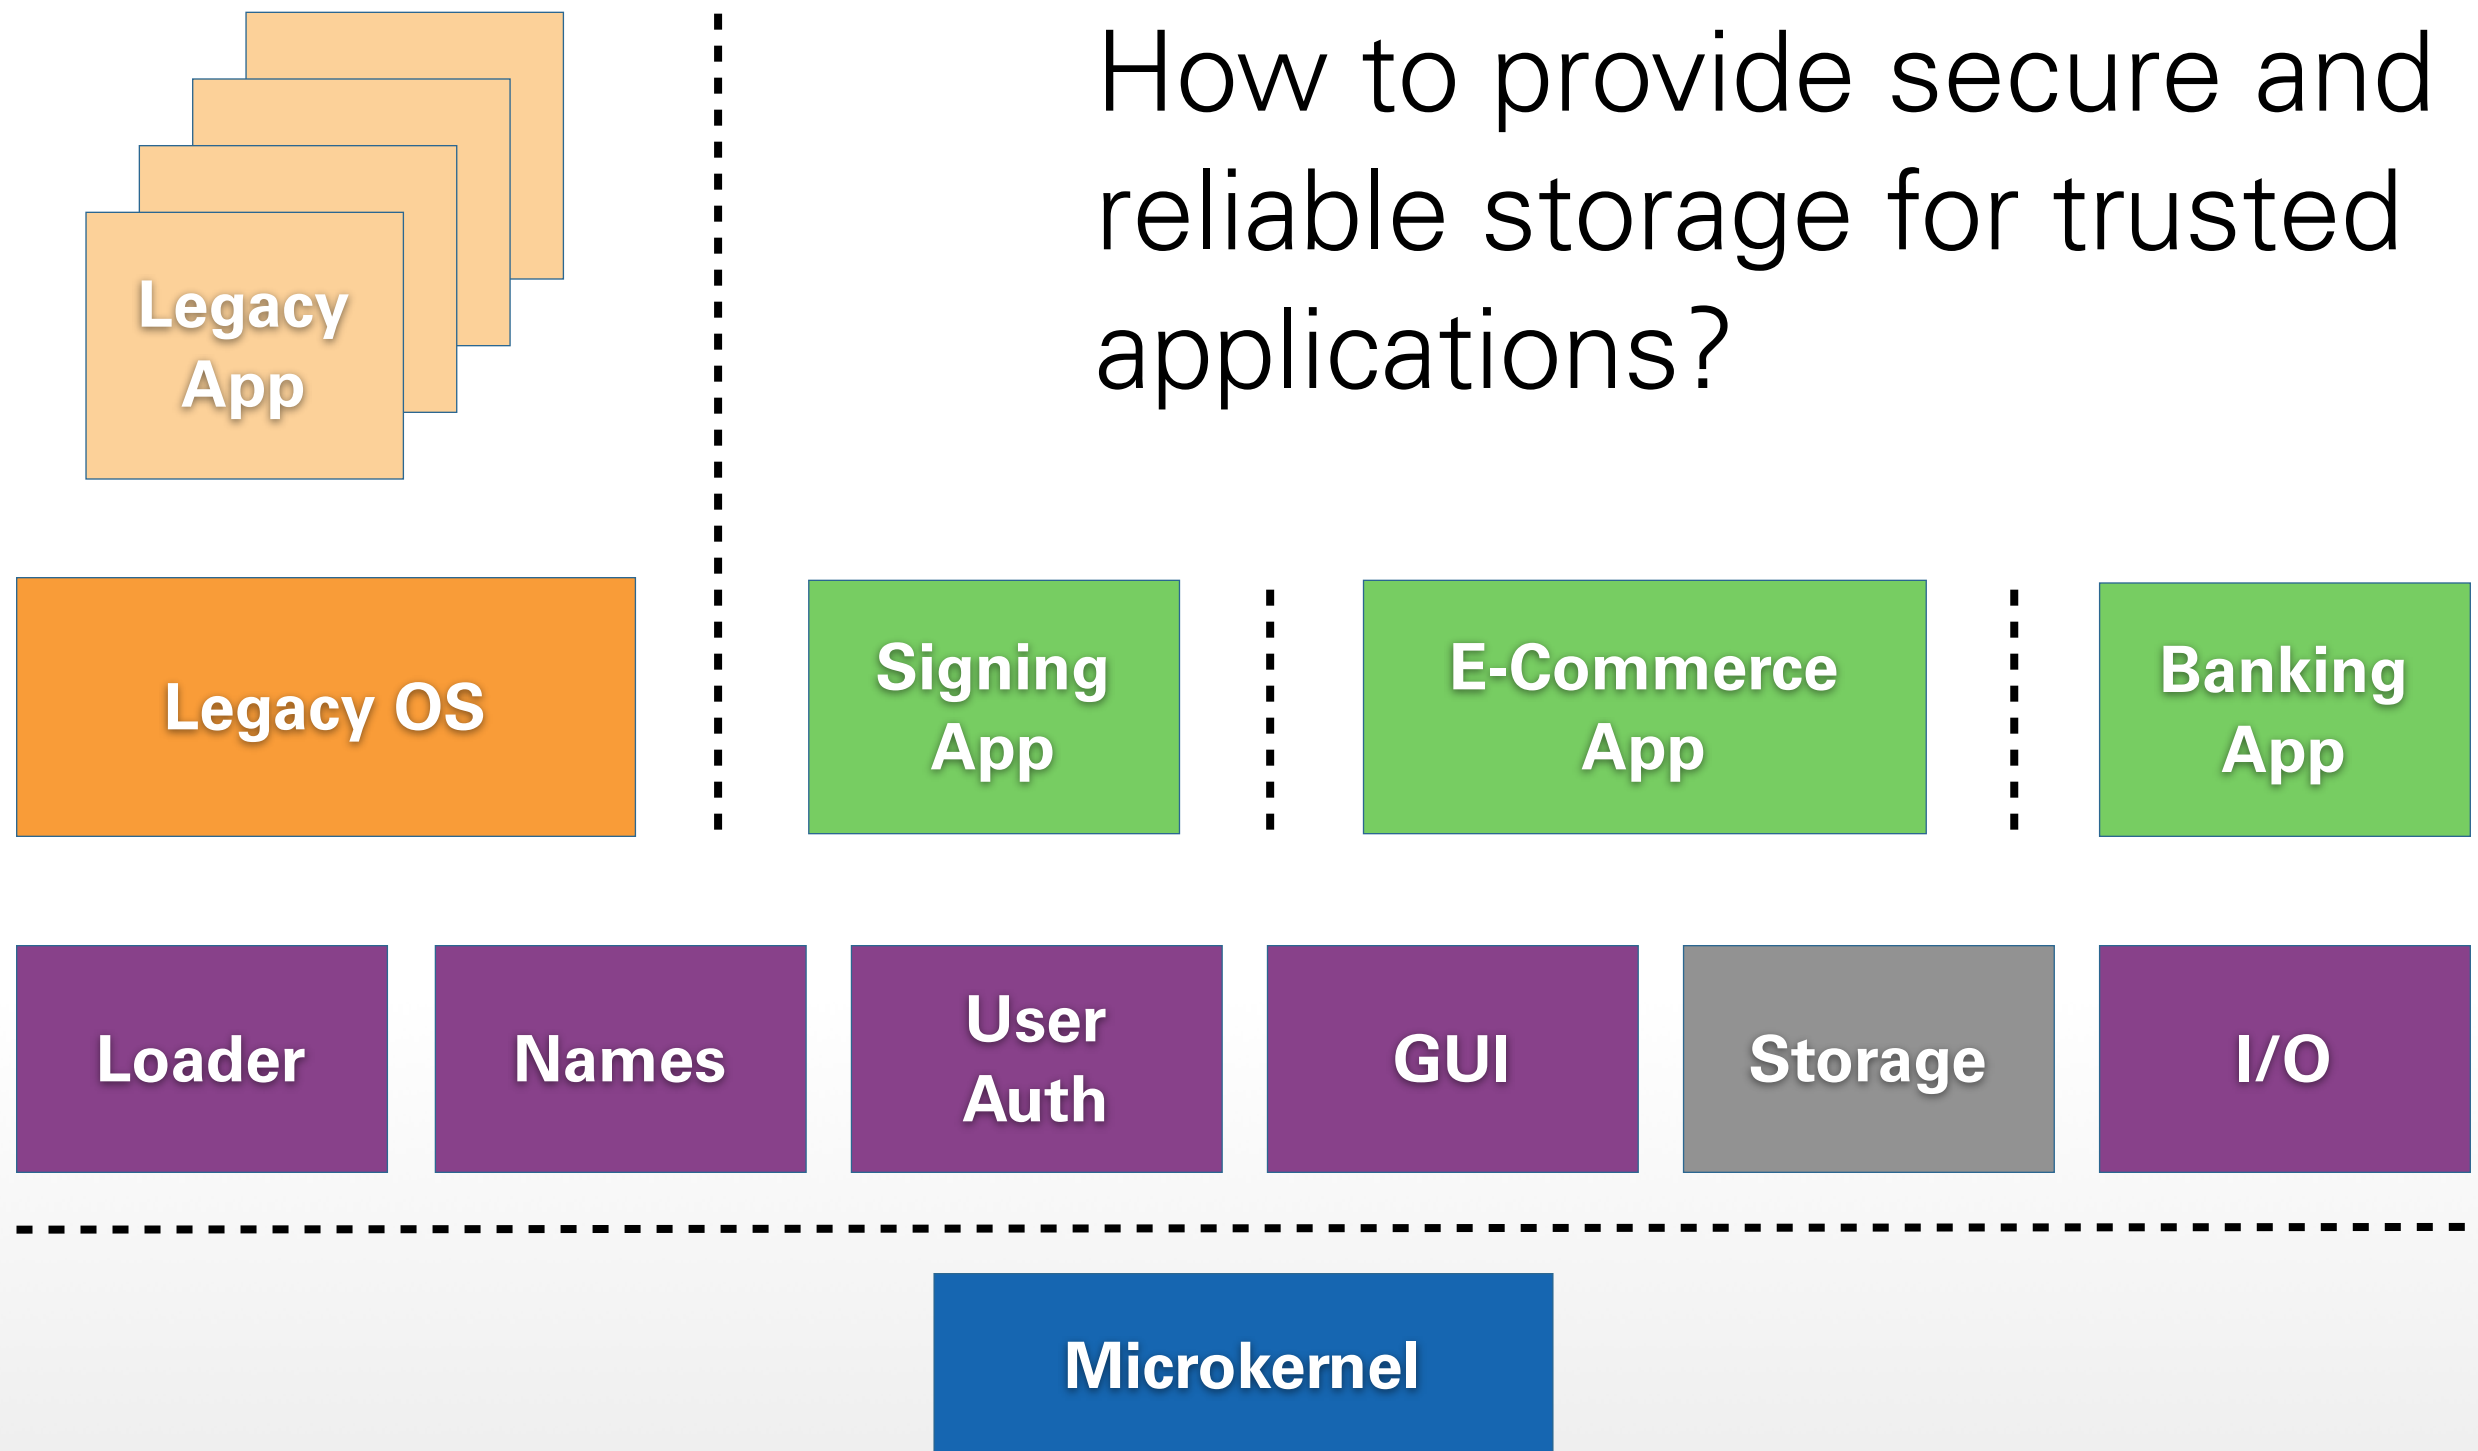 How to provide secure and
reliable storage for trusted
applications?
Legacy
App
Legacy OS
Signing
App
E-Commerce
App
Banking
App
Loader
Names
User
Auth
GUI
Storage
I/O
Microkernel